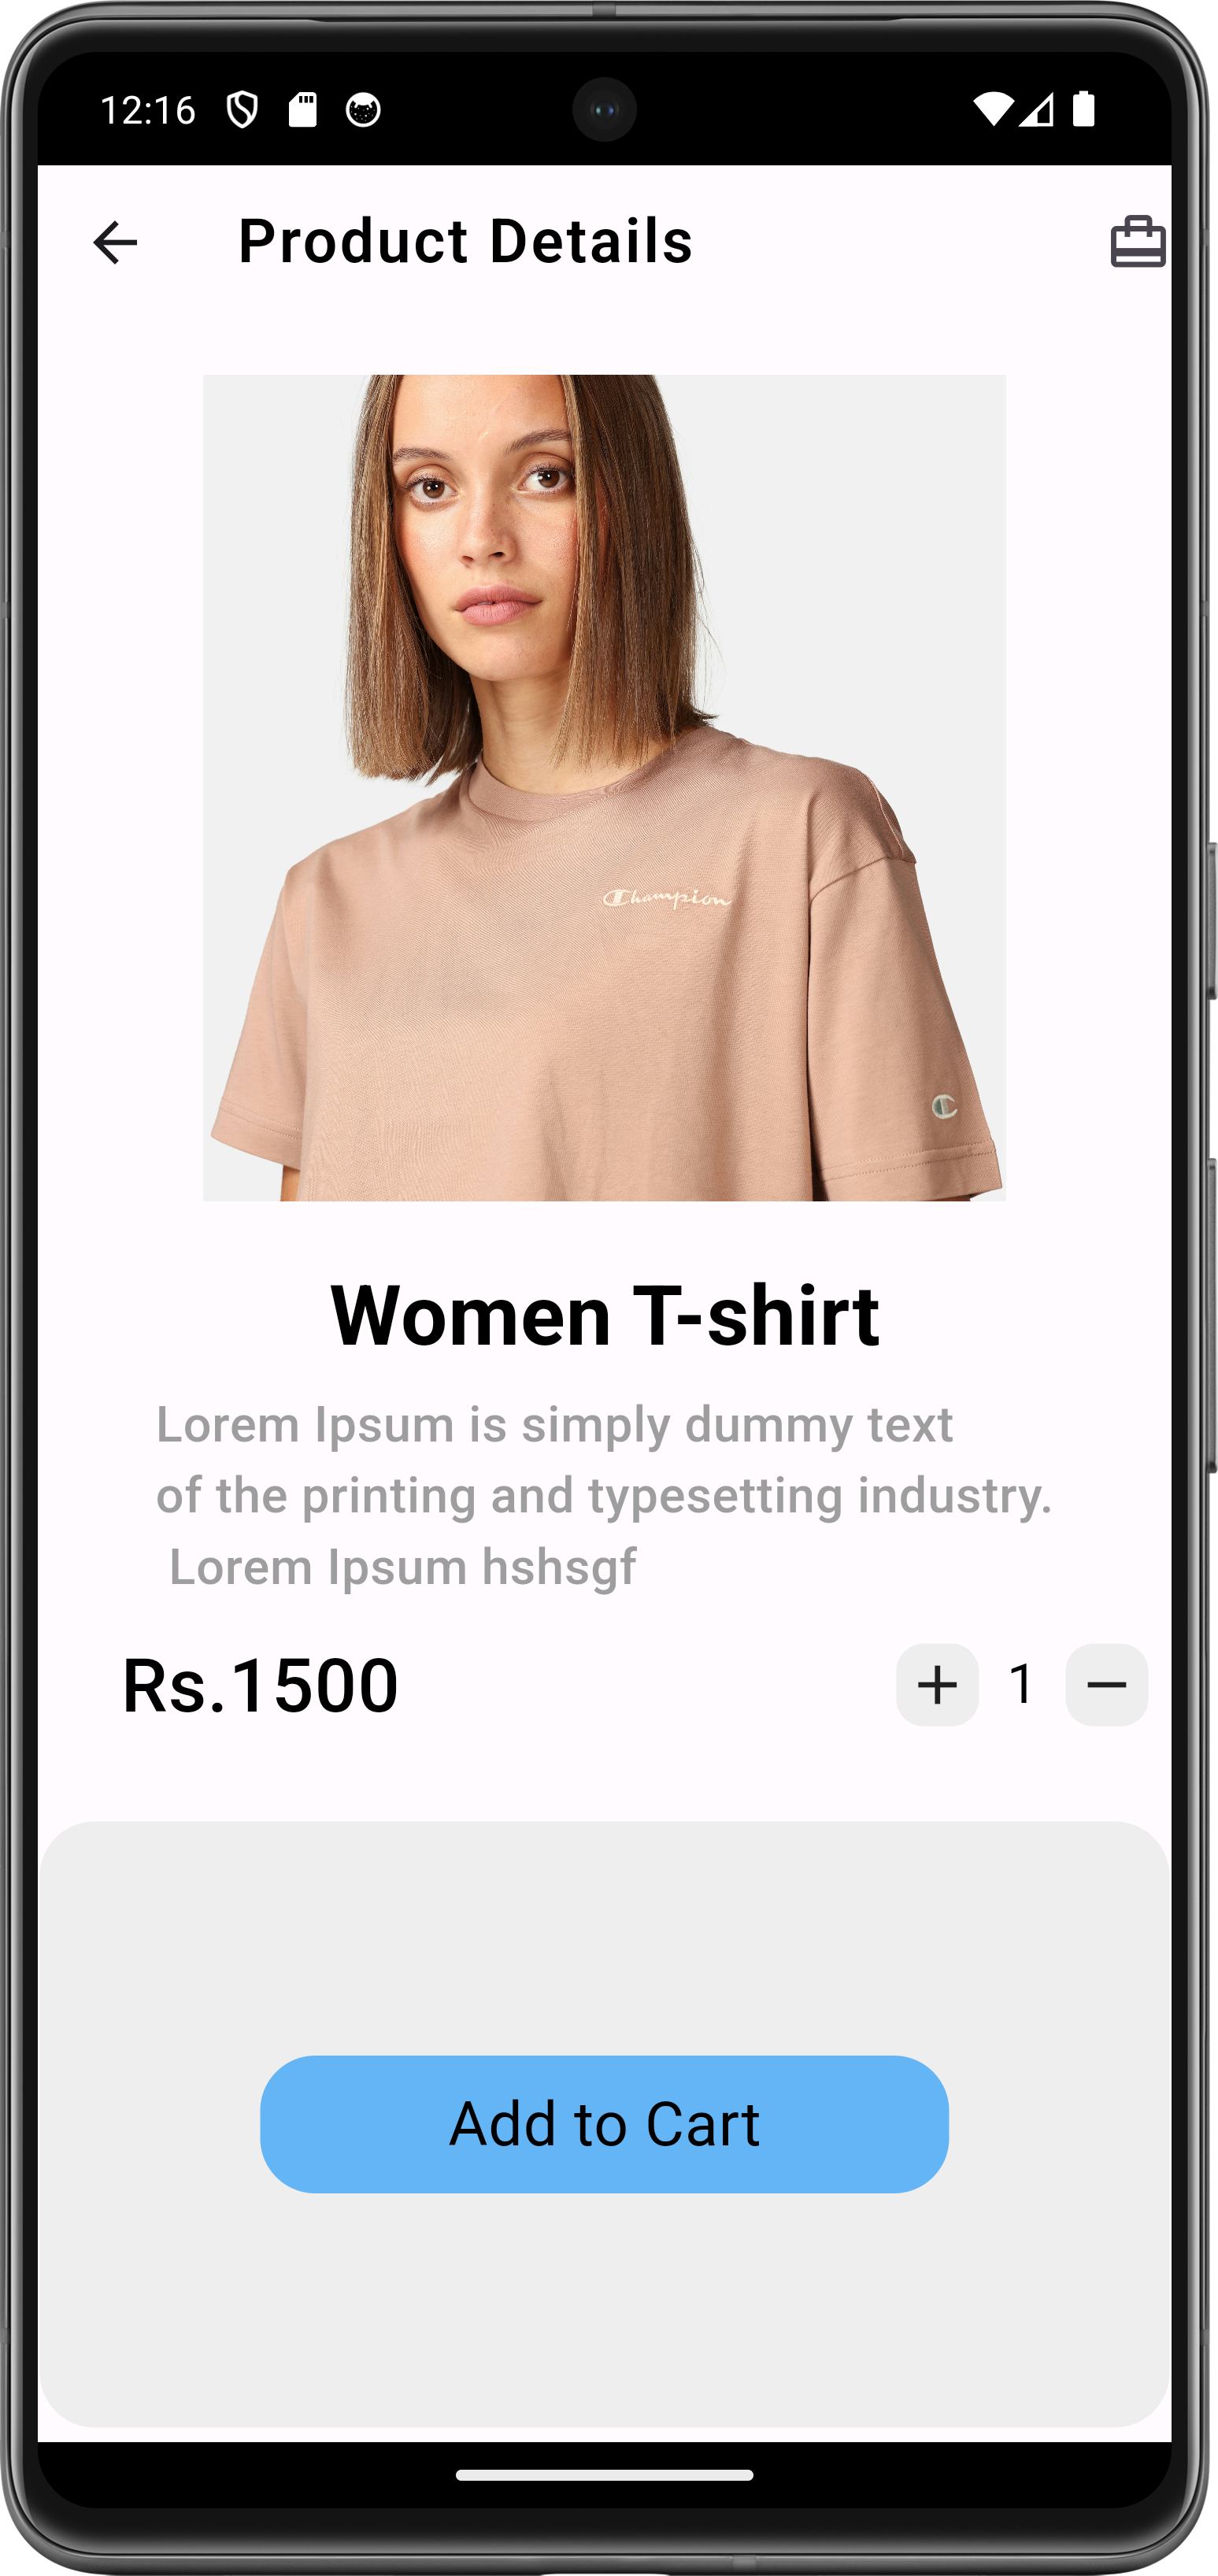 12:16
Product Details
Champion
Women T-shirt
Lorem Ipsum is simply dummy text
of the printing and typesetting industry.
Lorem Ipsum hshsgf
Rs.1500
+ 1 −
Add to Cart